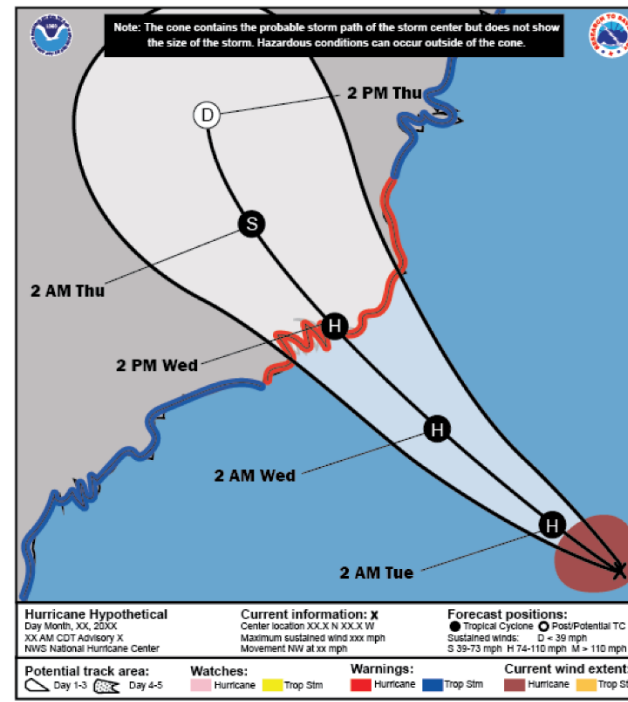 Note: The cone contains the probable storm path of the storm center but does not show
the size of the storm. Hazardous conditions can occur outside of the cone.
2 PM Thu
D
S
2 AM Thu
H
2 PM Wed
H
2 AM Wed
H
2 AM Tue
X
Hurricane Hypothetical
Day Month, XX, 20XX
XX AM CDT Advisory X
NWS National Hurricane Center
Current information: X
Center location XX.X N XX.X W
Maximum sustained wind xxx mph
Movement NW at xx mph
Forecast positions:
Tropical Cyclone Post/Potential TC
Sustained winds: D < 39 mph
S 39-73 mph H 74-110 mph M > 110 mph
Potential track area:
Day 1-3 Day 4-5
Watches:
Hurricane Trop Stm
Warnings:
Hurricane Trop Stm
Current wind extent:
Hurricane Trop St